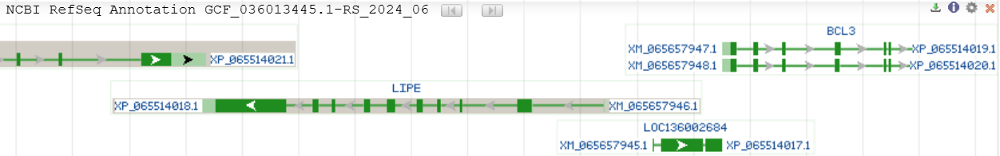 NCBI RefSeq Annotation GCF_036013445.1-RS_2024_06
BCL3
XM_065657947.1 XP_065514019.1
XP_065514021.1
XM_065657948.1 XP_065514020.1
LIPE
XP_065514018.1 XM_065657946.1
LOC136002684
XM_065657945.1 XP_065514017.1